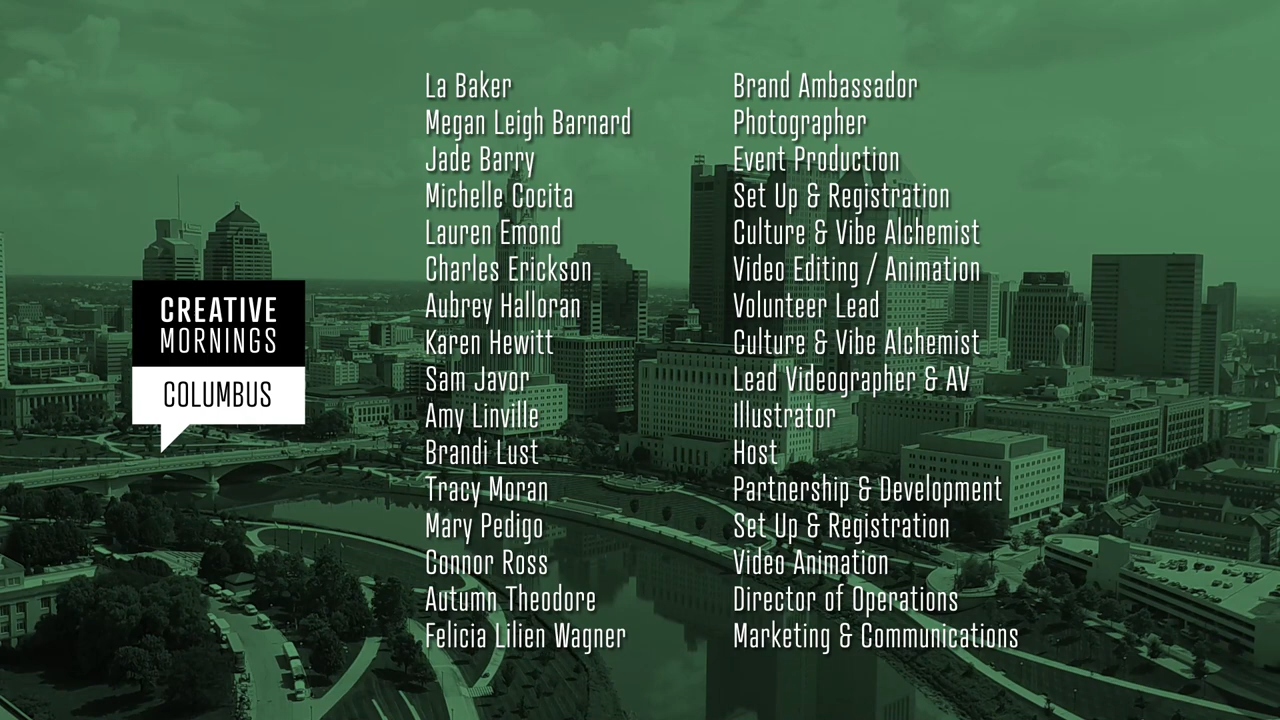 CREATIVE
MORNINGS
COLUMBUS
La Baker Brand Ambassador
Megan Leigh Barnard Photographer
Jade Barry Event Production
Michelle Cocita Set Up & Registration
Lauren Emond Culture & Vibe Alchemist
Charles Erickson Video Editing / Animation
Aubrey Halloran Volunteer Lead
Karen Hewitt Culture & Vibe Alchemist
Sam Javor Lead Videographer & AV
Amy Linville Illustrator
Brandi Lust Host
Tracy Moran Partnership & Development
Mary Pedigo Set Up & Registration
Connor Ross Video Animation
Autumn Theodore Director of Operations
Felicia Lilien Wagner Marketing & Communications